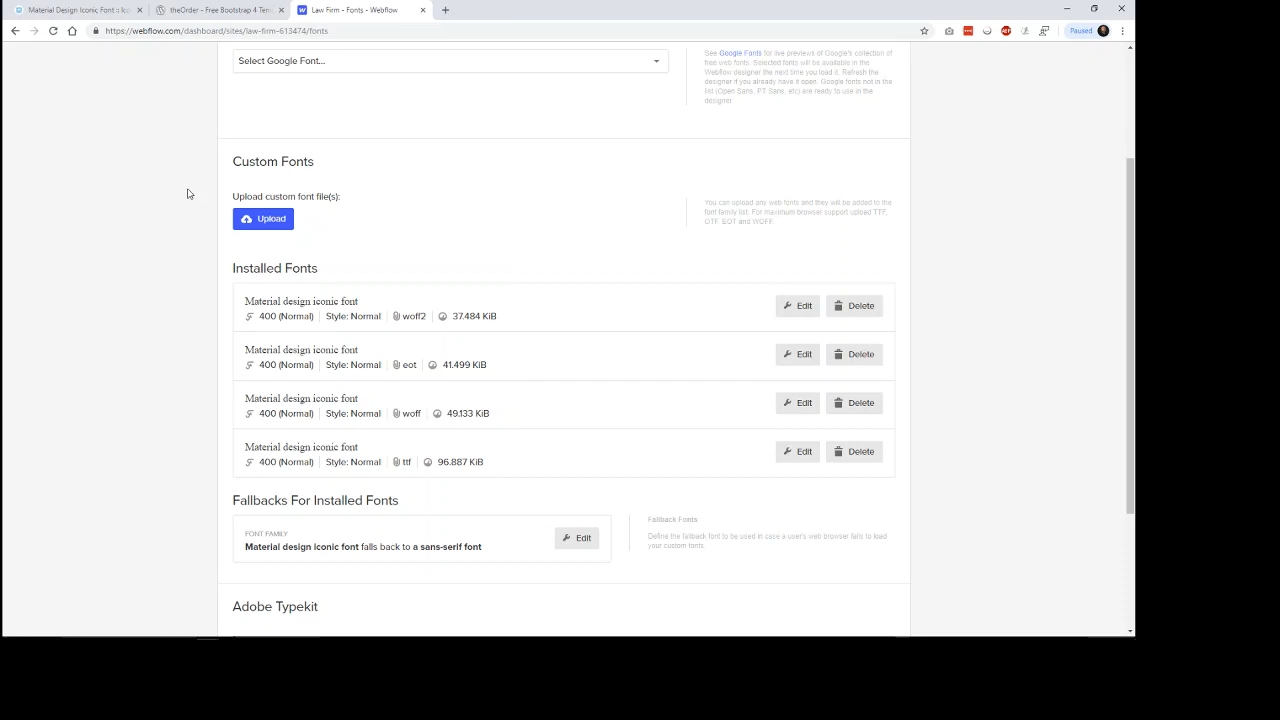 Material Design Iconic Font :: Ico
theOrder - Free Bootstrap 4 Tem
Law Firm - Fonts - Webflow
https://webflow.com/dashboard/sites/law-firm-613474/fonts
Paused
Select Google Font...
See Google Fonts for live previews of Google's collection of
free web fonts. Selected fonts will be available in the
Webflow designer the next time you load it. Refresh the
designer if you already have it open. Google fonts not in the
list (Open Sans, PT Sans, etc) are ready to use in the
designer
Custom Fonts
Upload custom font file(s):
Upload
You can upload any web fonts and they will be added to the
font family list. For maximum browser support upload TTF,
OTF, EOT and WOFF.
Installed Fonts
Material design iconic font
400 (Normal) Style: Normal woff2 37.484 KiB
Edit Delete
Material design iconic font
400 (Normal) Style: Normal eot 41.499 KiB
Edit Delete
Material design iconic font
400 (Normal) Style: Normal woff 49.133 KiB
Edit Delete
Material design iconic font
400 (Normal) Style: Normal ttf 96.887 KiB
Edit Delete
Fallbacks For Installed Fonts
FONT FAMILY
Material design iconic font falls back to a sans-serif font
Edit
Fallback Fonts
Define the fallback font to be used in case a user's web browser fails to load
your custom fonts.
Adobe Typekit